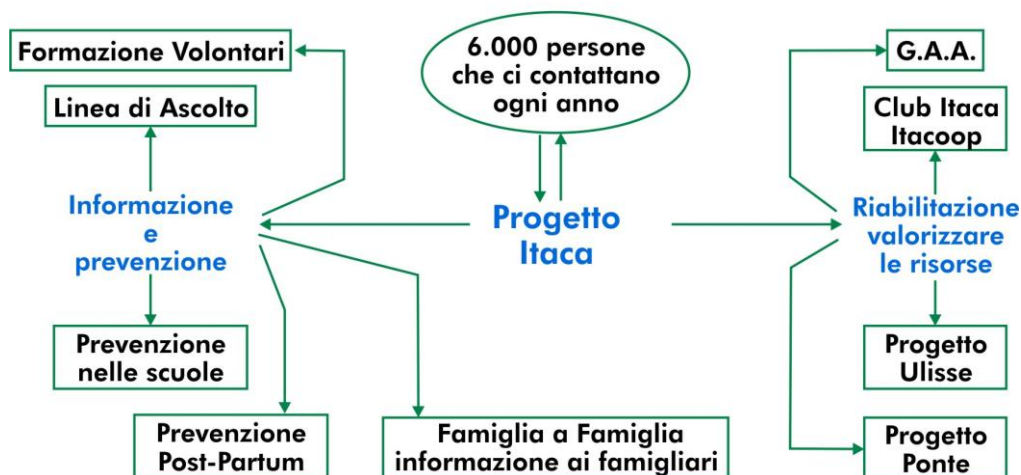 Formazione Volontari
Linea di Ascolto
Informazione
e
prevenzione
Prevenzione
nelle scuole
Prevenzione
Post-Partum
Famiglia a Famiglia
informazione ai famigliari
6.000 persone
che ci contattano
ogni anno
Progetto
Itaca
G.A.A.
Club Itaca
Itacoop
Riabilitazione
valorizzare
le risorse
Progetto
Ulisse
Progetto
Ponte